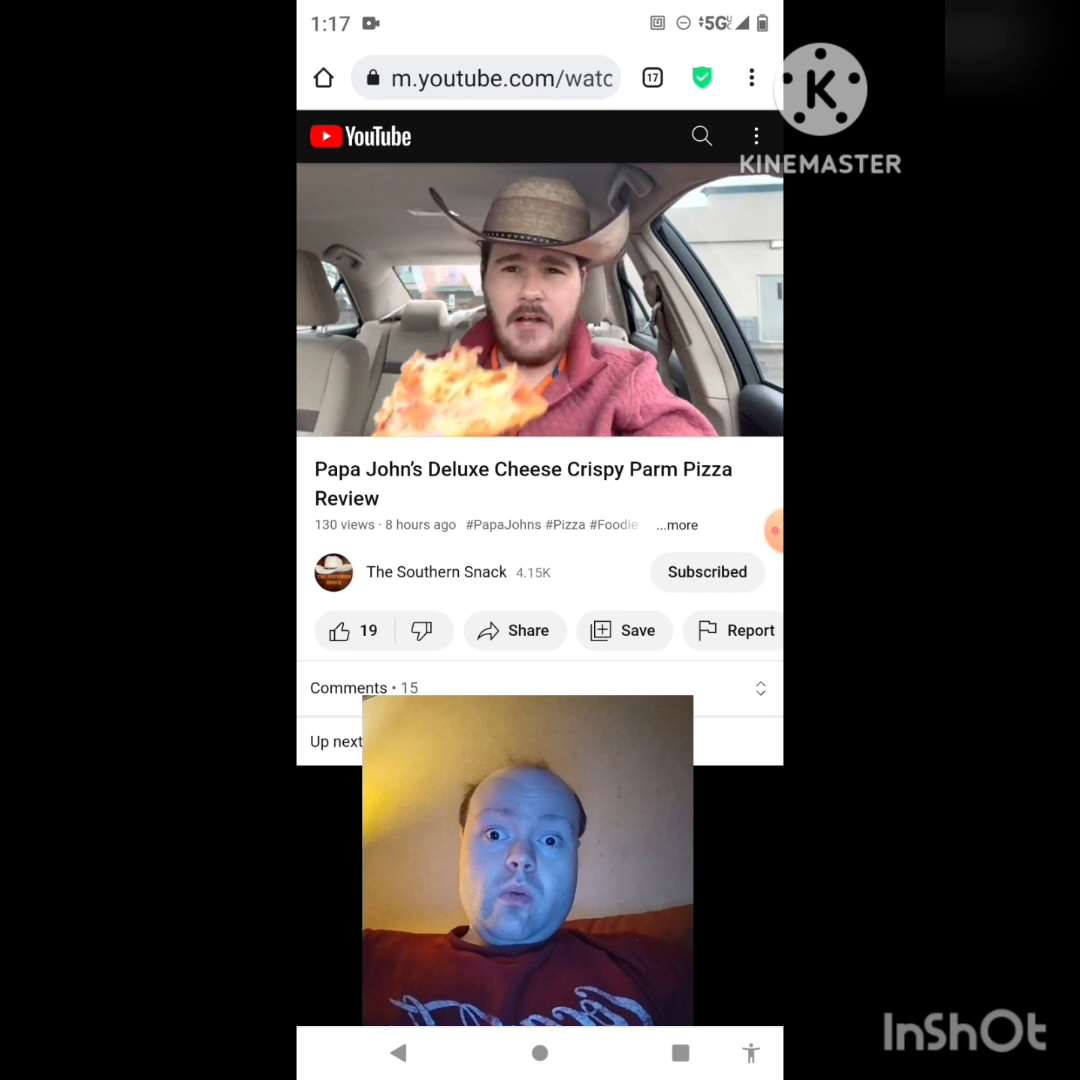 1:17
5G
m.youtube.com/watc
17
K
KINEMASTER
YouTube
Papa John's Deluxe Cheese Crispy Parm Pizza
Review
130 views · 8 hours ago #PapaJohns #Pizza #Foodie ...more
The Southern Snack 4.15K
Subscribed
19
Share
Save
Report
Comments • 15
Up next
InShOt